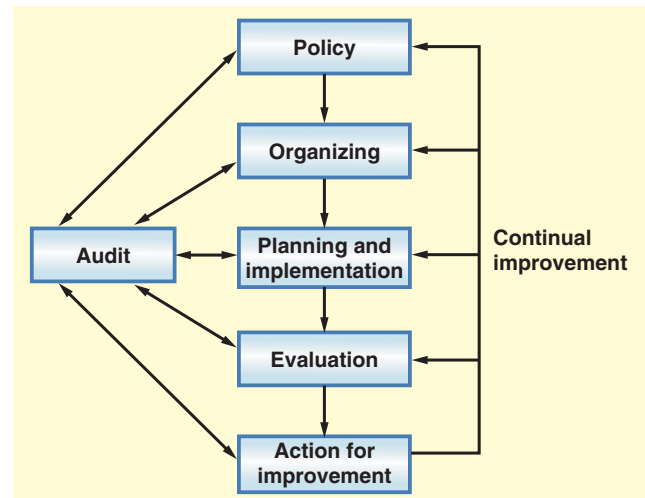 Policy
Organizing
Audit
Planning and
implementation
Continual
improvement
Evaluation
Action for
improvement